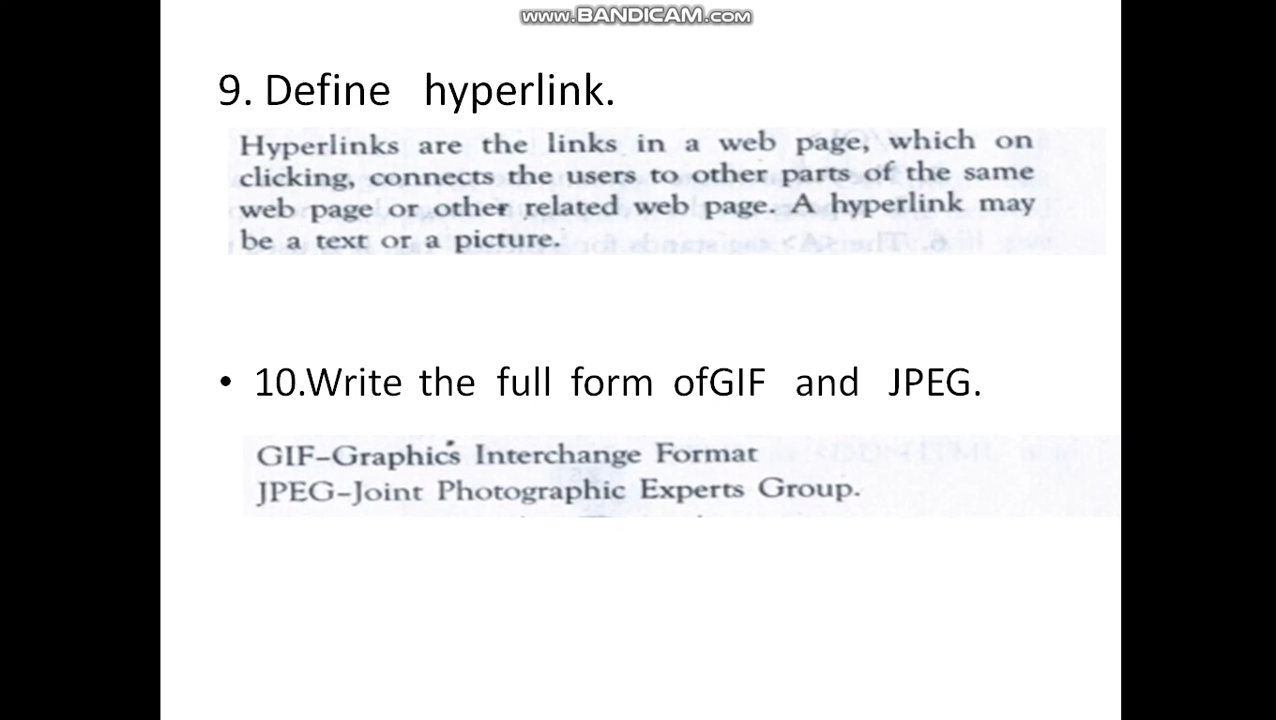 www.BANDICAM.com
9. Define hyperlink.
Hyperlinks are the links in a web page, which on
clicking, connects the users to other parts of the same
web page or other related web page. A hyperlink may
be a text or a picture.
• 10.Write the full form ofGIF and JPEG.
GIF–Graphics Interchange Format
JPEG–Joint Photographic Experts Group.